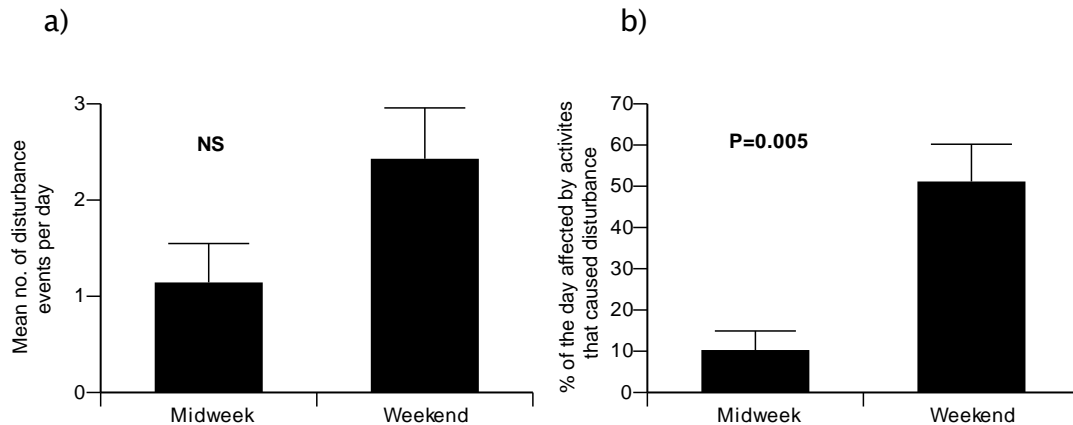 a)
Mean no. of disturbance
events per day
3
2
1
0
NS
Midweek
Weekend
b)
% of the day affected by activites
that caused disturbance
70
60
50
40
30
20
10
0
P=0.005
Midweek
Weekend